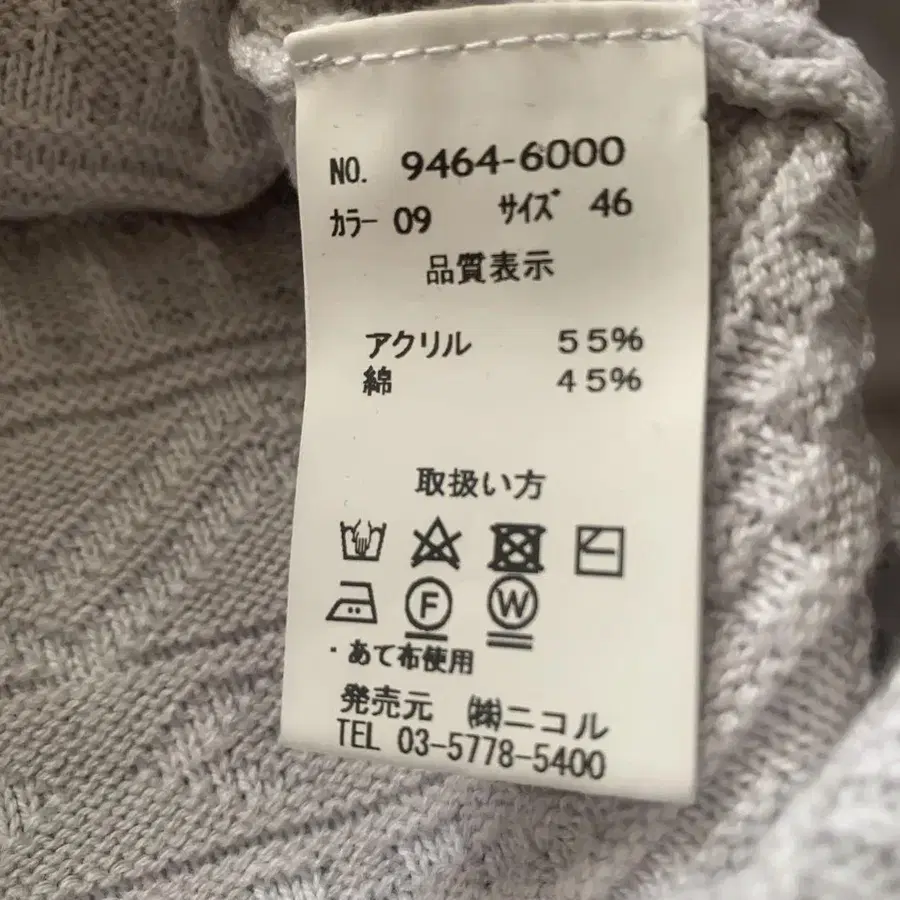 NO. 9464-6000
カラー 09 サイズ 46
品質表示
アクリル 55%
綿 45%
取扱い方
F W
・あて布使用
発売元 ㈱ニコル
TEL 03-5778-5400